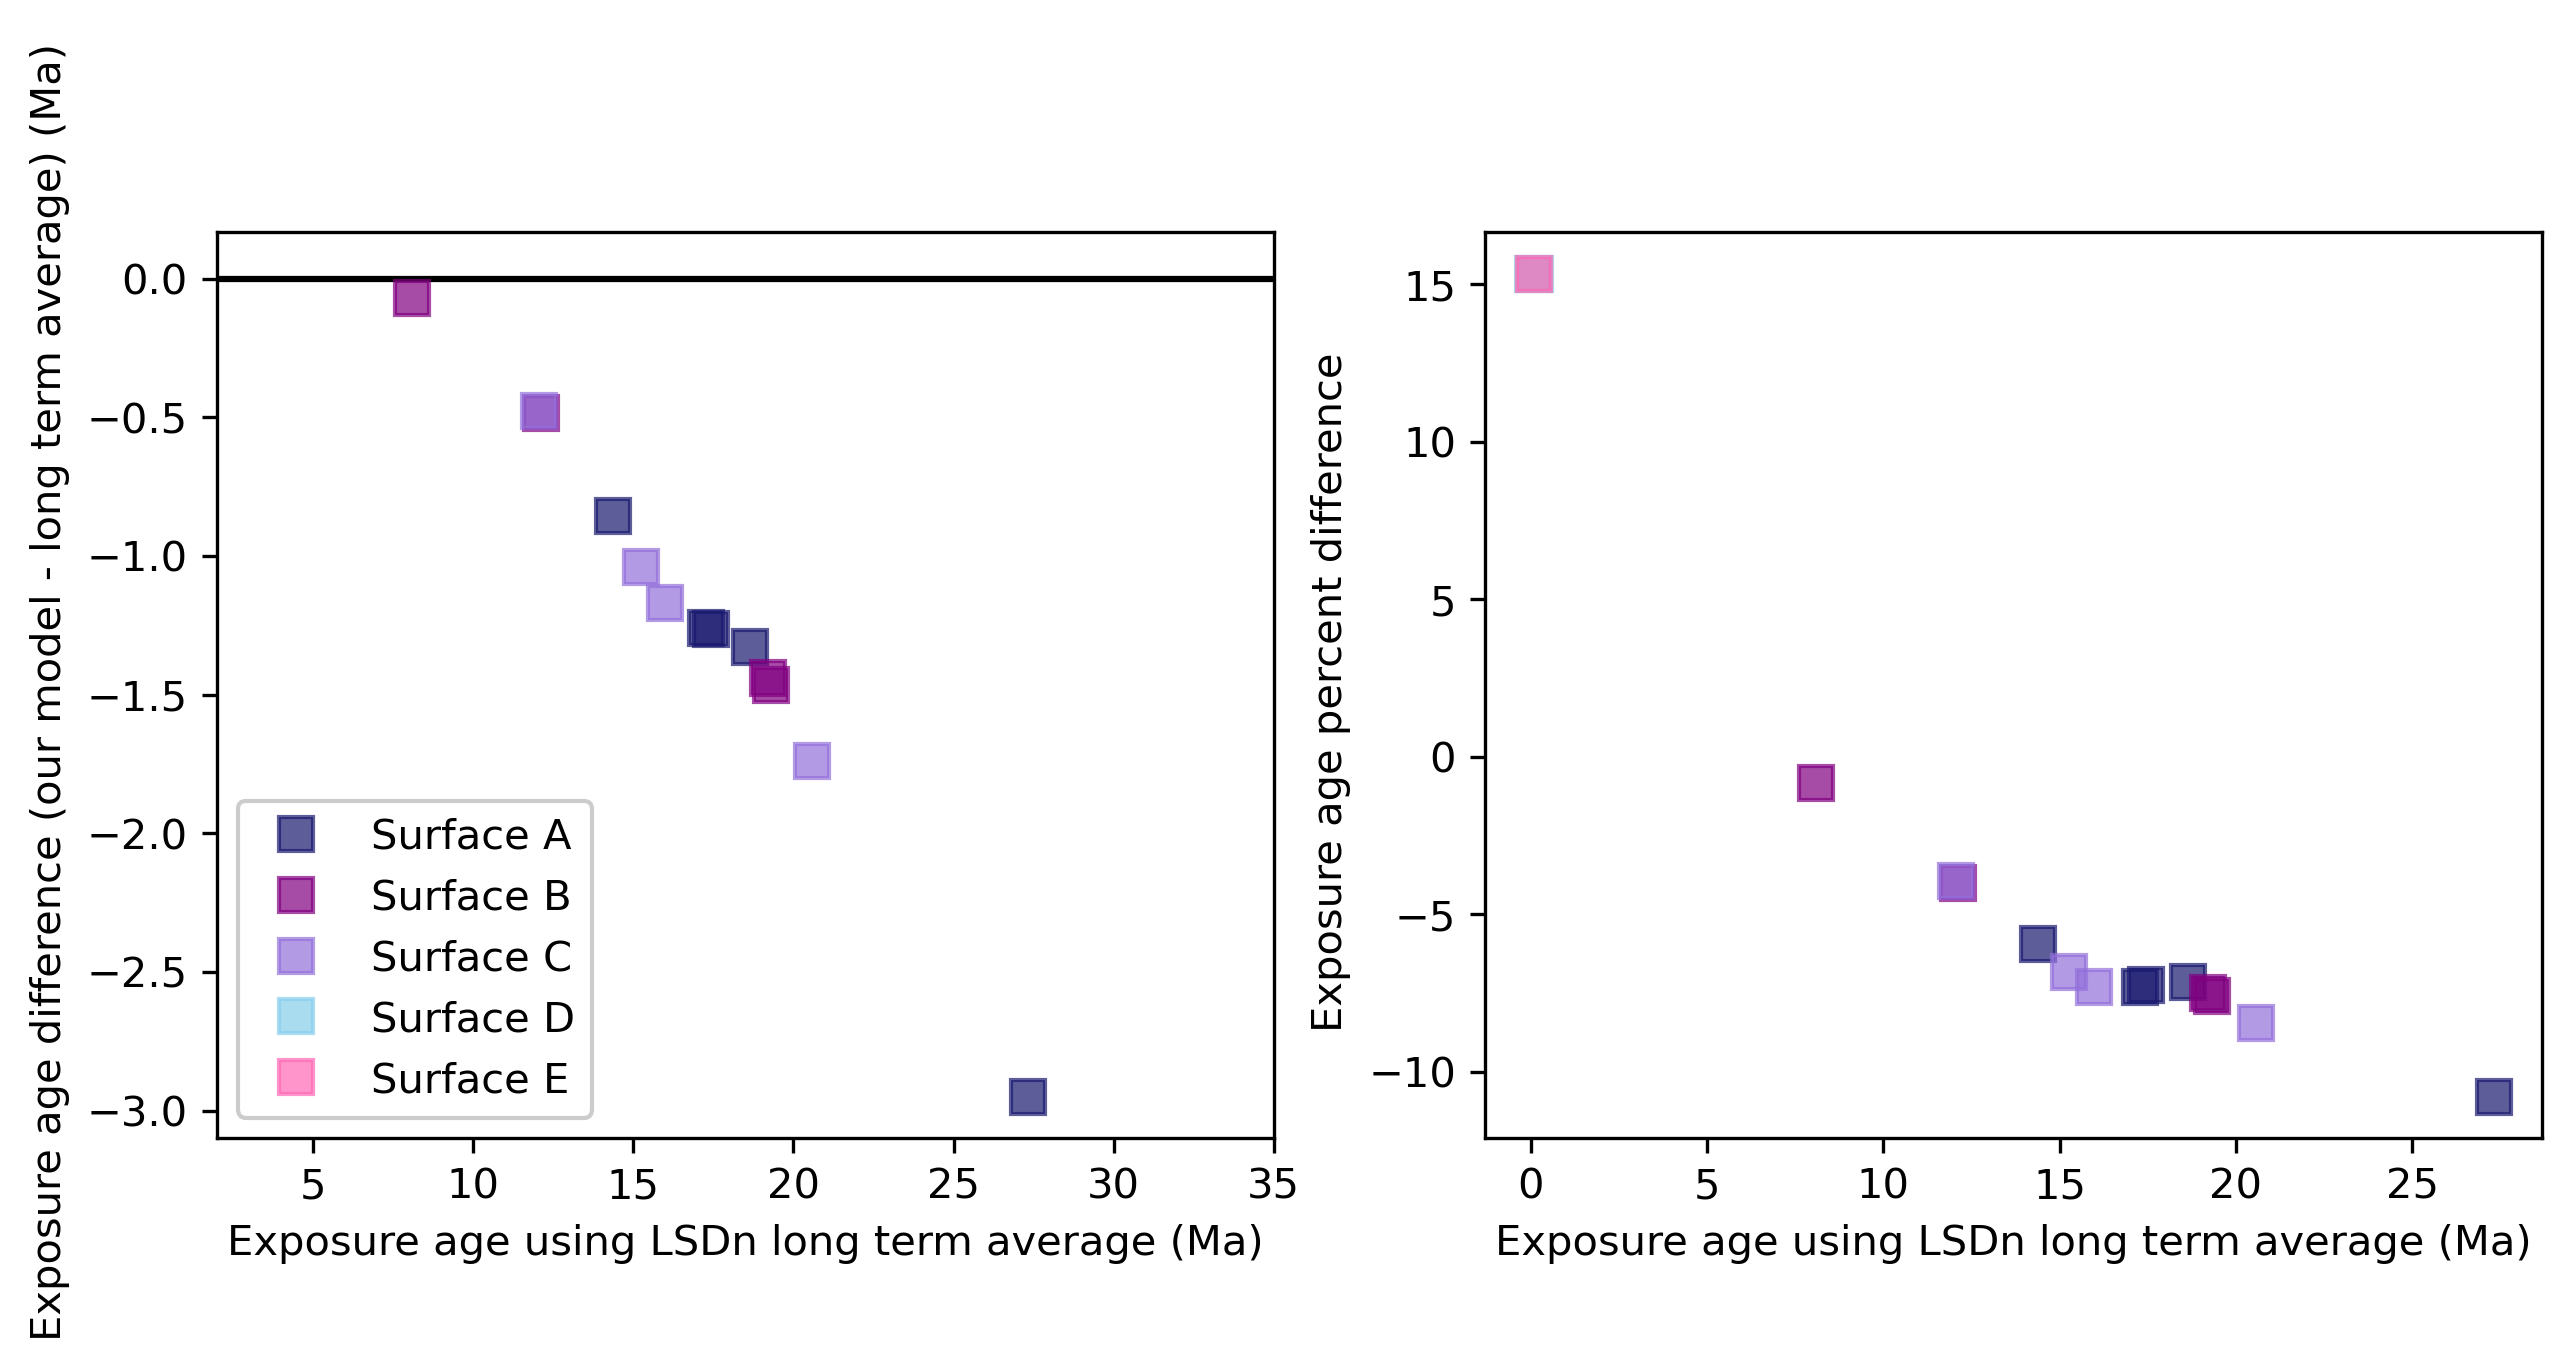 Exposure age difference (our model - long term average) (Ma)
0.0
−0.5
−1.0
−1.5
−2.0
−2.5
−3.0
Surface A
Surface B
Surface C
Surface D
Surface E
5 10 15 20 25 30 35
Exposure age using LSDn long term average (Ma)
Exposure age percent difference
15
10
5
0
−5
−10
0 5 10 15 20 25
Exposure age using LSDn long term average (Ma)